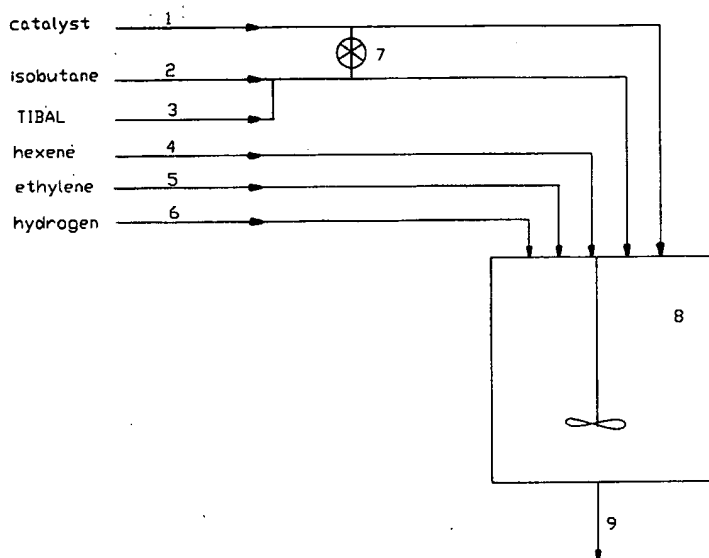 catalyst 1
7
isobutane 2
TIBAL 3
hexene 4
ethylene 5
hydrogen 6
8
9